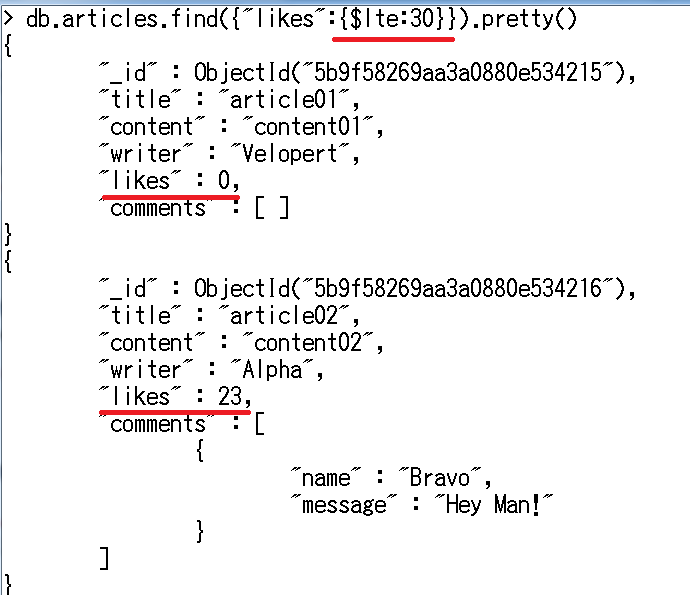 > db.articles.find({"likes":{$lte:30}}).pretty()
{
"_id" : ObjectId("5b9f58269aa3a0880e534215"),
"title" : "article01",
"content" : "content01",
"writer" : "Velopert",
"likes" : 0,
"comments" : [ ]
}
{
"_id" : ObjectId("5b9f58269aa3a0880e534216"),
"title" : "article02",
"content" : "content02",
"writer" : "Alpha",
"likes" : 23,
"comments" : [
{
"name" : "Bravo",
"message" : "Hey Man!"
}
]
}